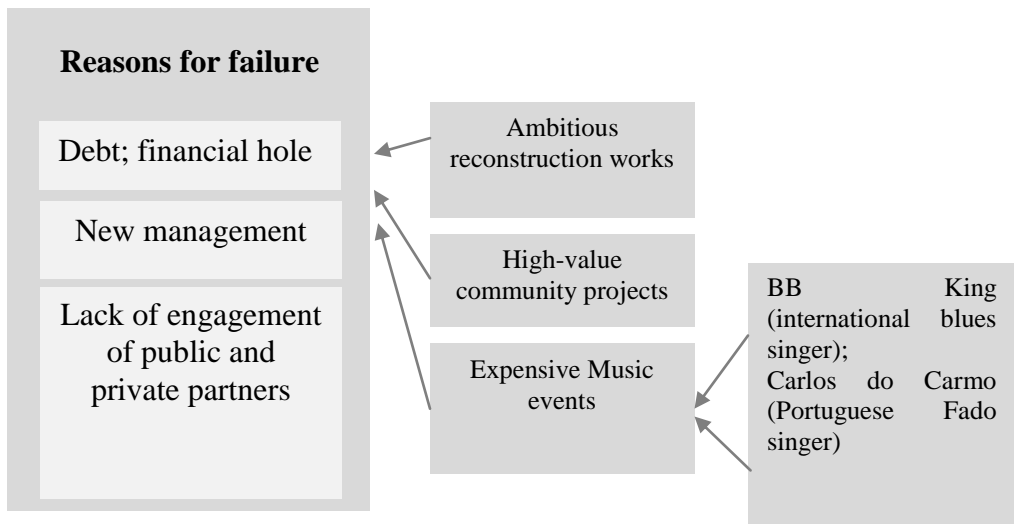 Reasons for failure
Debt; financial hole
New management
Lack of engagement
of public and
private partners
Ambitious
reconstruction works
High-value
community projects
Expensive Music
events
BB King
(international blues
singer);
Carlos do Carmo
(Portuguese Fado
singer)